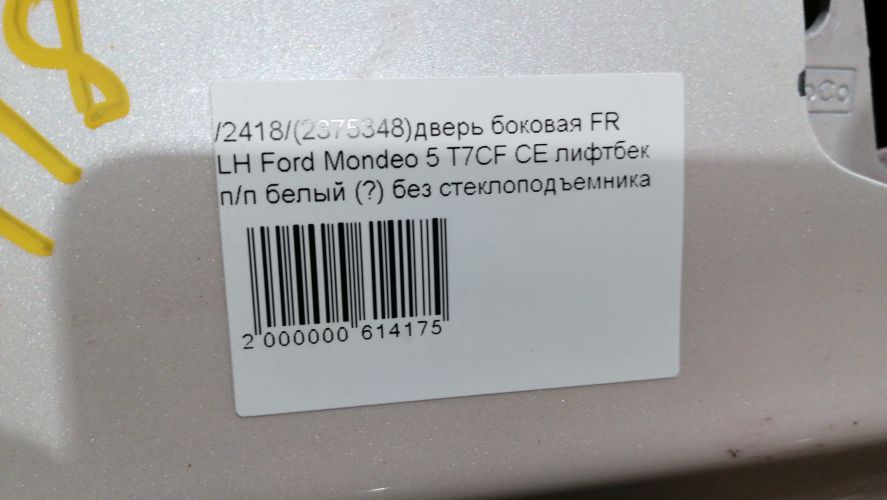 /2418/(2375348)дверь боковая FR
LH Ford Mondeo 5 T7CF CE лифтбек
п/п белый (?) без стеклоподъемника
2 000000 614175